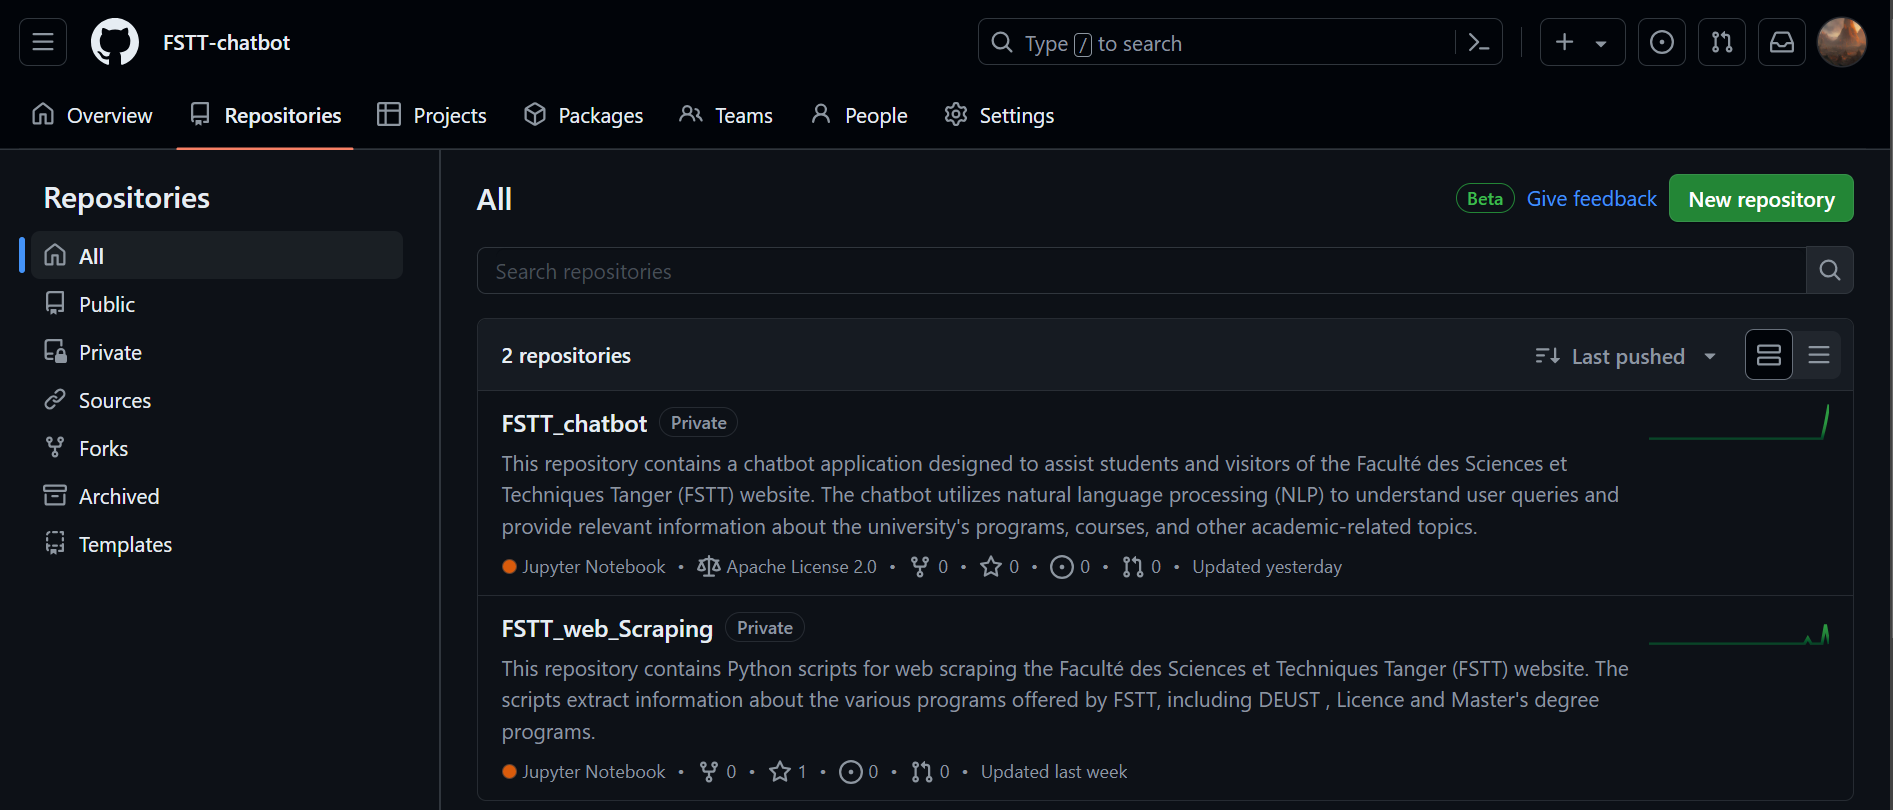 FSTT-chatbot
Type / to search
Overview
Repositories
Projects
Packages
Teams
People
Settings
Repositories
All
Public
Private
Sources
Forks
Archived
Templates
All
Beta
Give feedback
New repository
Search repositories
2 repositories
Last pushed
FSTT_chatbot Private
This repository contains a chatbot application designed to assist students and visitors of the Faculté des Sciences et
Techniques Tanger (FSTT) website. The chatbot utilizes natural language processing (NLP) to understand user queries and
provide relevant information about the university's programs, courses, and other academic-related topics.
Jupyter Notebook • Apache License 2.0 • 0 • 0 • 0 • 0 • Updated yesterday
FSTT_web_Scraping Private
This repository contains Python scripts for web scraping the Faculté des Sciences et Techniques Tanger (FSTT) website. The
scripts extract information about the various programs offered by FSTT, including DEUST , Licence and Master's degree
programs.
Jupyter Notebook • 0 • 1 • 0 • 0 • Updated last week